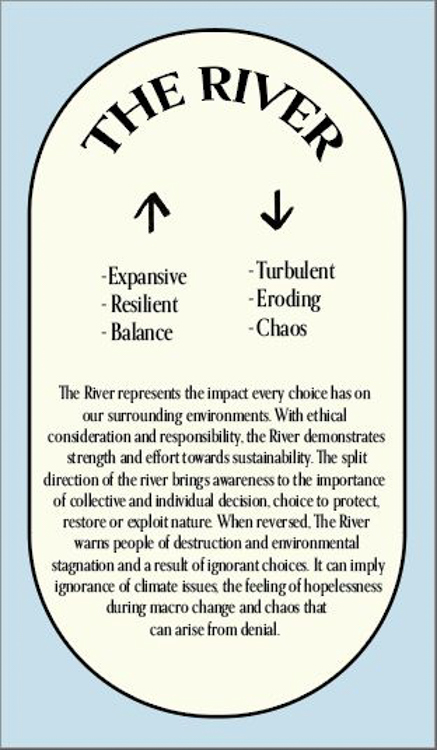 THE RIVER
↑ ↓
-Expansive
- Resilient
- Balance
-Turbulent
-Eroding
-Chaos
The River represents the impact every choice has on
our surrounding environments. With ethical
consideration and responsibility, the River demonstrates
strength and effort towards sustainability. The split
direction of the river brings awareness to the importance
of collective and individual decision, choice to protect,
restore or exploit nature. When reversed, The River
warns people of destruction and environmental
stagnation and a result of ignorant choices. It can imply
ignorance of climate issues, the feeling of hopelessness
during macro change and chaos that
can arise from denial.